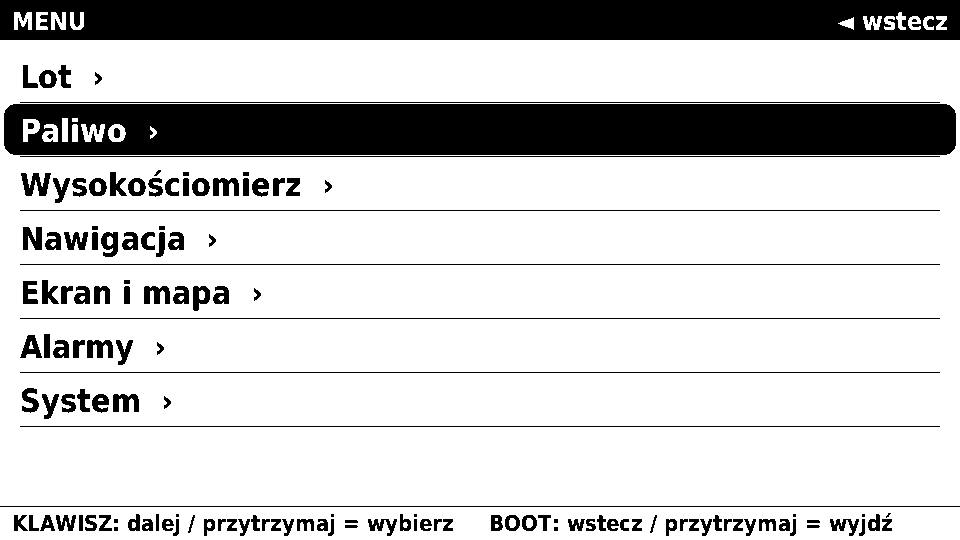 MENU ◄ wstecz
Lot ›
Paliwo ›
Wysokościomierz ›
Nawigacja ›
Ekran i mapa ›
Alarmy ›
System ›
KLAWISZ: dalej / przytrzymaj = wybierz BOOT: wstecz / przytrzymaj = wyjdź